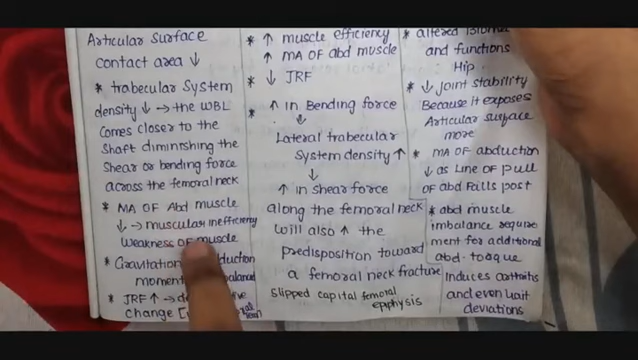 Articular Surface
contact area ↓
* trabecular System
density ↓ → the WBL
Comes closer to the
Shaft diminshing the
Shear or bending force
across the femoral neck
* MA OF Abd muscle
↓ → muscular inefficiency
Weakness OF muscle
* Gravitation
moment
* JRF ↑ →
change
* ↑ muscle efficiency
↑ MA OF abd muscle
* ↓ JRF
* ↑ in Bending force
↓
Lateral trabecular
System density ↑
↓
↑ in Shear force
along the femoral neck
will also ↑ the
predisposition toward
a femoral neck fracture
Slipped capital femoral
epphysis
* altered
and functions
Hip
* ↓ Joint stability
Because it exposes
Articular surface
more
* MA OF abduction
↓ as Line of pull
OF abd Falls post
* abd muscle
imbalance require
ment for additional
abd. toaque
Induces arthritis
and even Gait
deviations